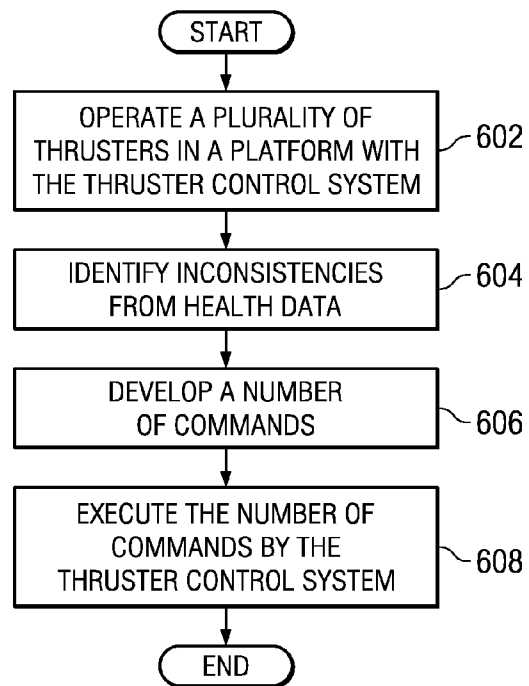 START
OPERATE A PLURALITY OF
THRUSTERS IN A PLATFORM WITH
THE THRUSTER CONTROL SYSTEM
602
IDENTIFY INCONSISTENCIES
FROM HEALTH DATA
604
DEVELOP A NUMBER
OF COMMANDS
606
EXECUTE THE NUMBER OF
COMMANDS BY THE
THRUSTER CONTROL SYSTEM
608
END